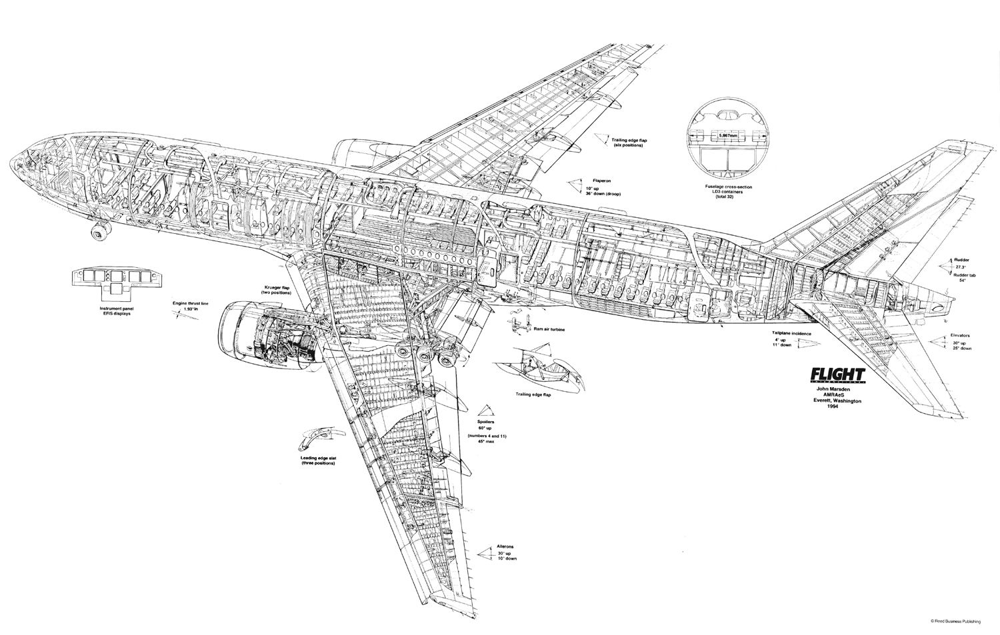 Trailing edge flap
(six positions)
5,867mm
Flaperon
10° up
36° down (droop)
Fuselage cross-section
LD3 containers
(total 32)
Rudder
27.3°
Rudder tab
54°
Krueger flap
(two positions)
Engine thrust line
1.93°in
Instrument panel
EFIS displays
Ram air turbine
Tailplane incidence
4° up
11° down
Elevators
30° up
25° down
Trailing edge flap
FLIGHT
INTERNATIONAL
John Marsden
AMRAeS
Everett, Washington
1994
Spoilers
60° up
(numbers 4 and 11)
45° max
Leading edge slat
(three positions)
Ailerons
30° up
10° down
© Reed Business Publishing